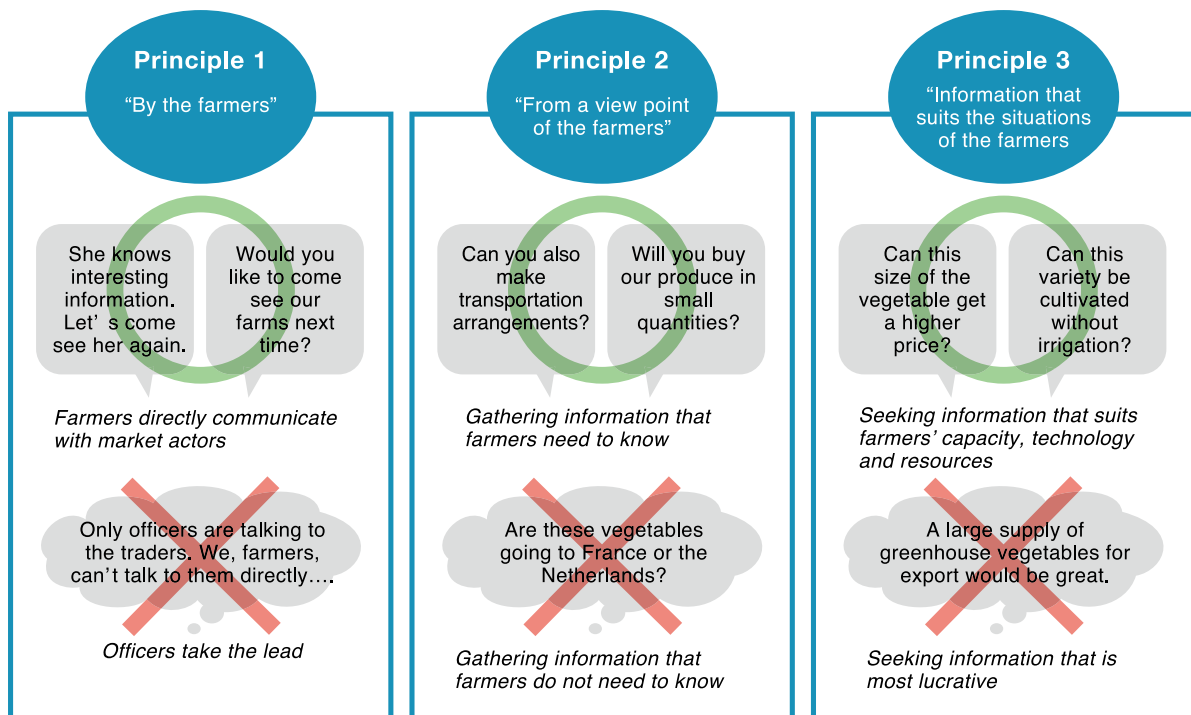 Principle 1
“By the farmers”
She knows
interesting
information.
Let’ s come
see her again.
Would you
like to come
see our
farms next
time?
Farmers directly communicate
with market actors
Only officers are talking to
the traders. We, farmers,
can’t talk to them directly….
Officers take the lead
Principle 2
“From a view point
of the farmers”
Can you also
make
transportation
arrangements?
Will you buy
our produce in
small
quantities?
Gathering information that
farmers need to know
Are these vegetables
going to France or the
Netherlands?
Gathering information that
farmers do not need to know
Principle 3
“Information that
suits the situations
of the farmers
Can this
size of the
vegetable get
a higher
price?
Can this
variety be
cultivated
without
irrigation?
Seeking information that suits
farmers’ capacity, technology
and resources
A large supply of
greenhouse vegetables for
export would be great.
Seeking information that is
most lucrative